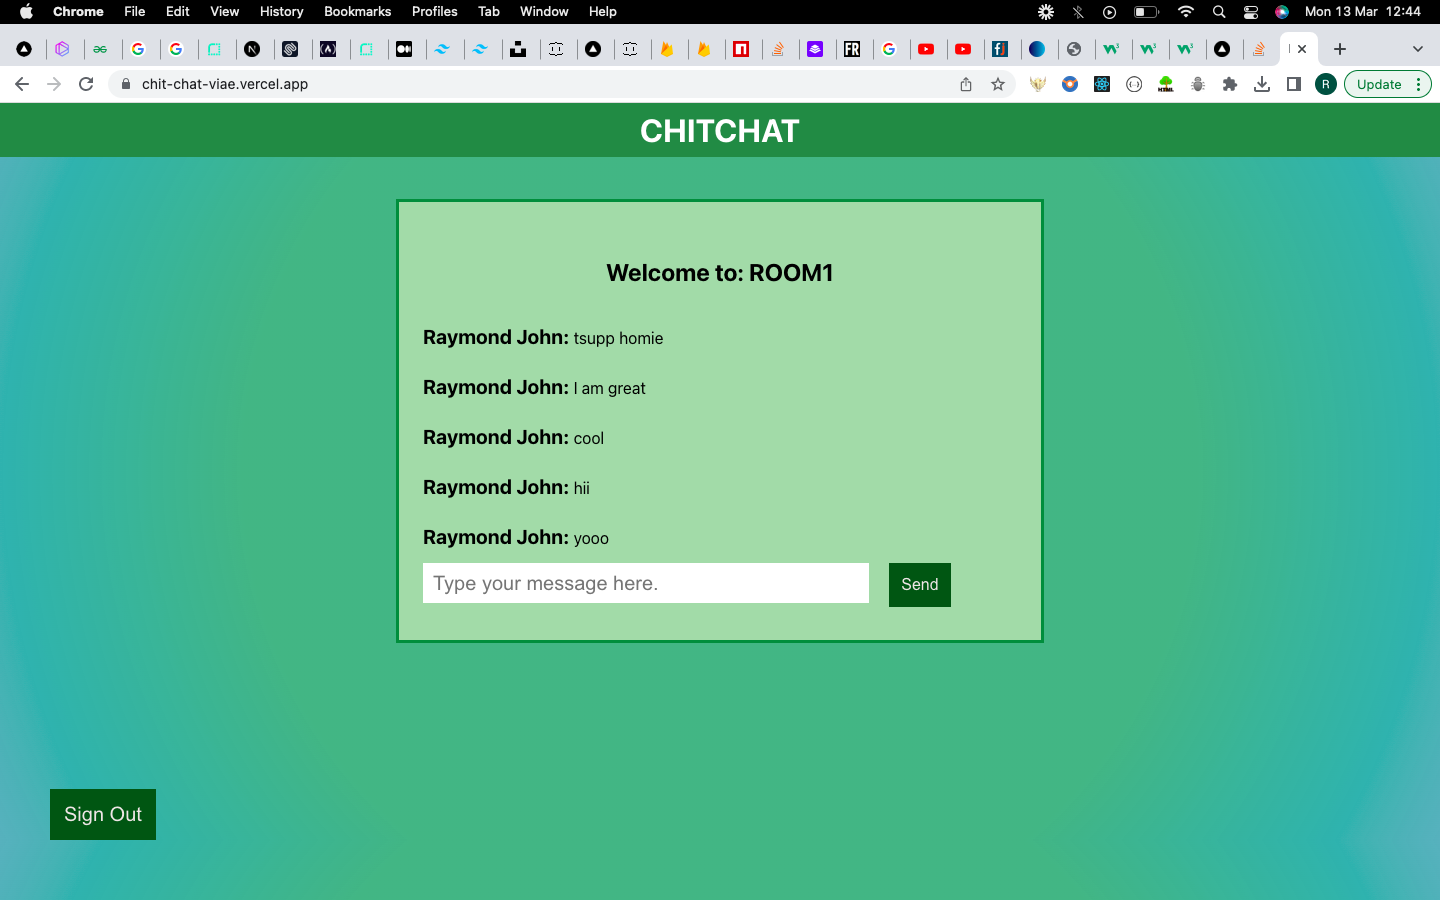 Chrome File Edit View History Bookmarks Profiles Tab Window Help Mon 13 Mar 12:44
chit-chat-viae.vercel.app R Update
CHITCHAT
Welcome to: ROOM1
Raymond John: tsupp homie
Raymond John: I am great
Raymond John: cool
Raymond John: hii
Raymond John: yooo
Type your message here. Send
Sign Out